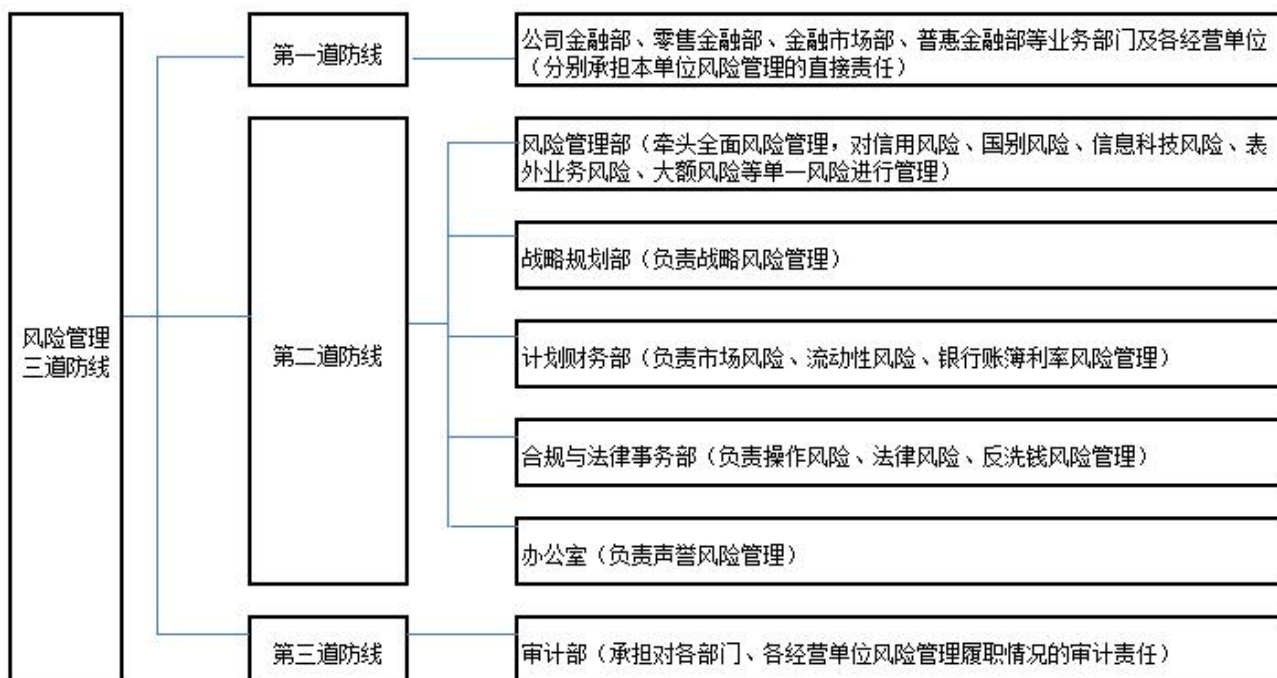 风险管理
三道防线
第一道防线
公司金融部、零售金融部、金融市场部、普惠金融部等业务部门及各经营单位
（分别承担本单位风险管理的直接责任）
第二道防线
风险管理部（牵头全面风险管理，对信用风险、国别风险、信息科技风险、表
外业务风险、大额风险等单一风险进行管理）
战略规划部（负责战略风险管理）
计划财务部（负责市场风险、流动性风险、银行账簿利率风险管理）
合规与法律事务部（负责操作风险、法律风险、反洗钱风险管理）
办公室（负责声誉风险管理）
第三道防线
审计部（承担对各部门、各经营单位风险管理履职情况的审计责任）